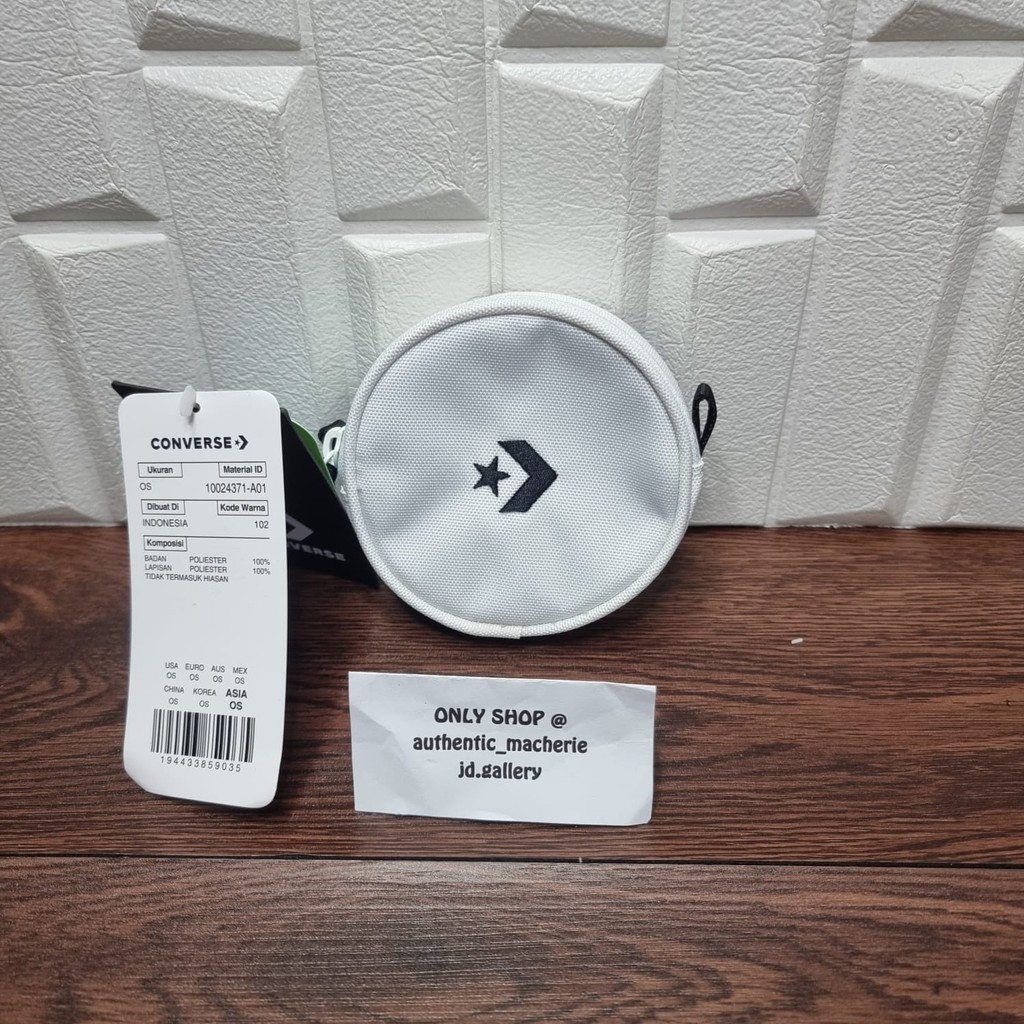 CONVERSE
Ukuran Material ID
OS 10024371-A01
Dibuat Di Kode Warna
INDONESIA 102
Komposisi
BADAN POLIESTER 100%
LAPISAN POLIESTER 100%
TIDAK TERMASUK HIASAN
USA EURO AUS MEX
OS OS OS OS
CHINA KOREA ASIA
OS OS OS
194433859035
ONLY SHOP @
authentic_macherie
jd.gallery